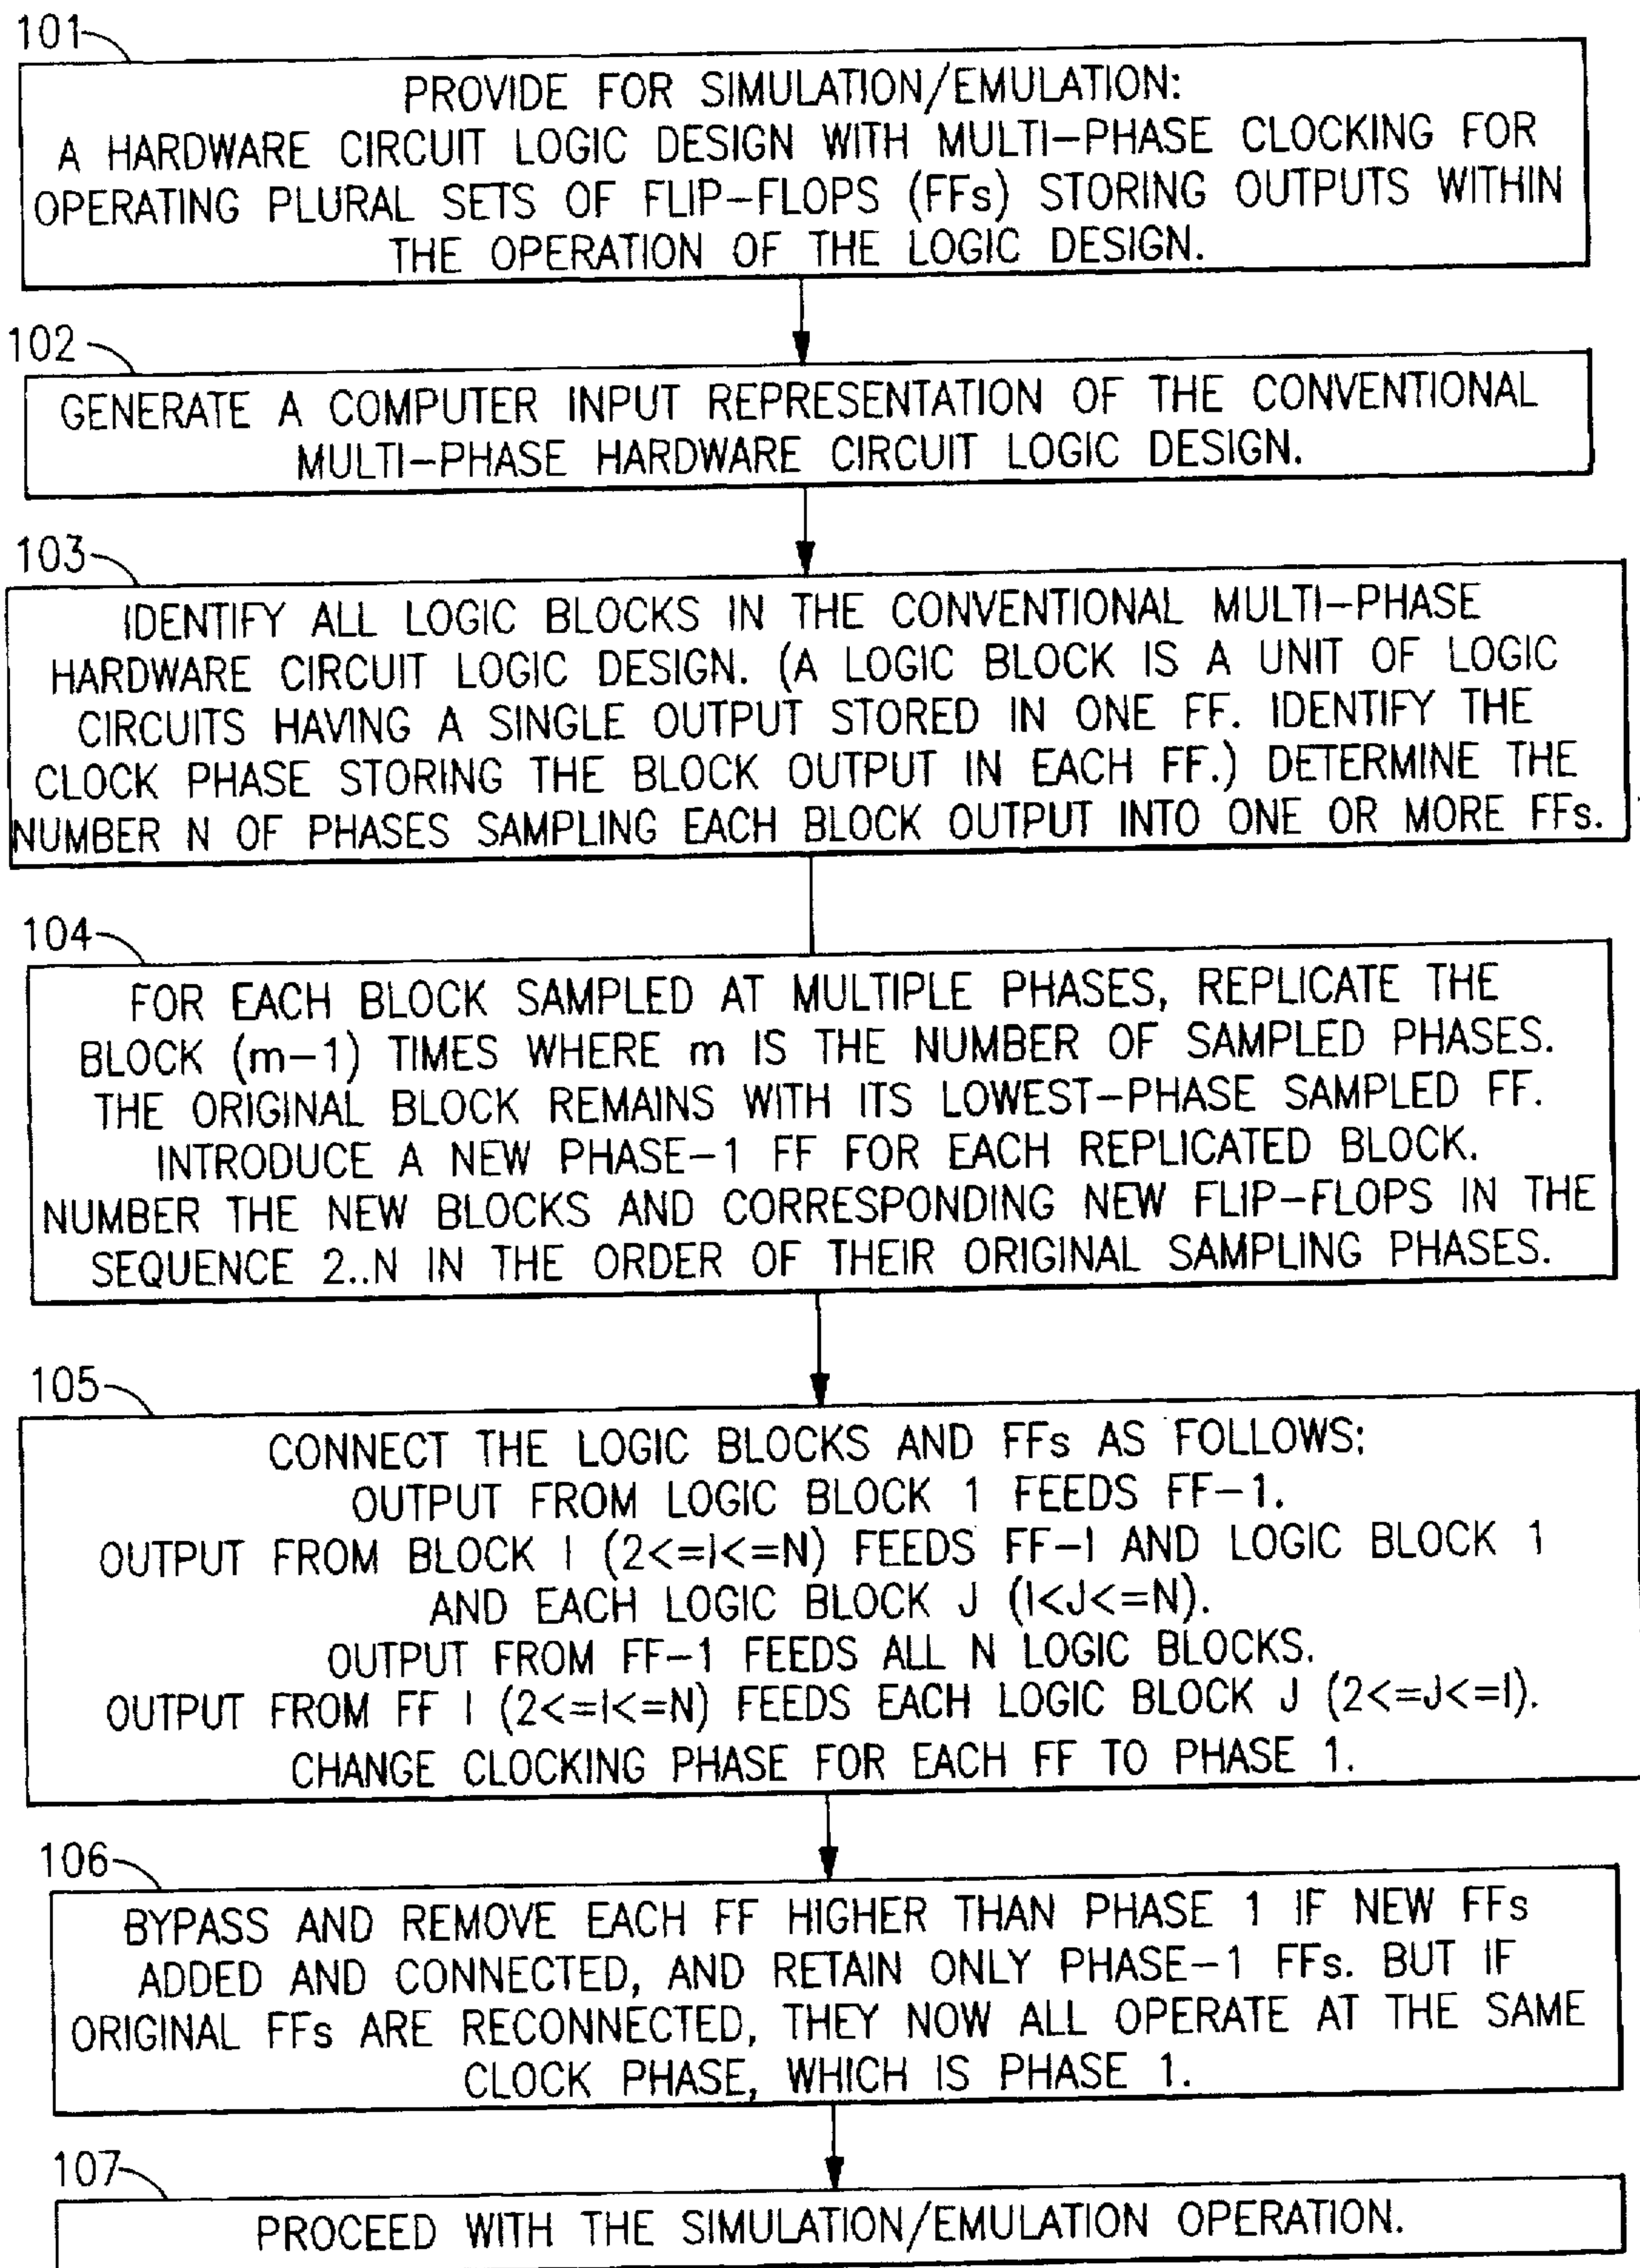 101
PROVIDE FOR SIMULATION/EMULATION:
A HARDWARE CIRCUIT LOGIC DESIGN WITH MULTI-PHASE CLOCKING FOR
OPERATING PLURAL SETS OF FLIP-FLOPS (FFs) STORING OUTPUTS WITHIN
THE OPERATION OF THE LOGIC DESIGN.
102
GENERATE A COMPUTER INPUT REPRESENTATION OF THE CONVENTIONAL
MULTI-PHASE HARDWARE CIRCUIT LOGIC DESIGN.
103
IDENTIFY ALL LOGIC BLOCKS IN THE CONVENTIONAL MULTI-PHASE
HARDWARE CIRCUIT LOGIC DESIGN. (A LOGIC BLOCK IS A UNIT OF LOGIC
CIRCUITS HAVING A SINGLE OUTPUT STORED IN ONE FF. IDENTIFY THE
CLOCK PHASE STORING THE BLOCK OUTPUT IN EACH FF.) DETERMINE THE
NUMBER N OF PHASES SAMPLING EACH BLOCK OUTPUT INTO ONE OR MORE FFs.
104
FOR EACH BLOCK SAMPLED AT MULTIPLE PHASES, REPLICATE THE
BLOCK (m-1) TIMES WHERE m IS THE NUMBER OF SAMPLED PHASES.
THE ORIGINAL BLOCK REMAINS WITH ITS LOWEST-PHASE SAMPLED FF.
INTRODUCE A NEW PHASE-1 FF FOR EACH REPLICATED BLOCK.
NUMBER THE NEW BLOCKS AND CORRESPONDING NEW FLIP-FLOPS IN THE
SEQUENCE 2..N IN THE ORDER OF THEIR ORIGINAL SAMPLING PHASES.
105
CONNECT THE LOGIC BLOCKS AND FFs AS FOLLOWS:
OUTPUT FROM LOGIC BLOCK 1 FEEDS FF-1.
OUTPUT FROM BLOCK I (2<=I<=N) FEEDS FF-I AND LOGIC BLOCK 1
AND EACH LOGIC BLOCK J (I<J<=N).
OUTPUT FROM FF-1 FEEDS ALL N LOGIC BLOCKS.
OUTPUT FROM FF I (2<=I<=N) FEEDS EACH LOGIC BLOCK J (2<=J<=I).
CHANGE CLOCKING PHASE FOR EACH FF TO PHASE 1.
106
BYPASS AND REMOVE EACH FF HIGHER THAN PHASE 1 IF NEW FFs
ADDED AND CONNECTED, AND RETAIN ONLY PHASE-1 FFs. BUT IF
ORIGINAL FFs ARE RECONNECTED, THEY NOW ALL OPERATE AT THE SAME
CLOCK PHASE, WHICH IS PHASE 1.
107
PROCEED WITH THE SIMULATION/EMULATION OPERATION.